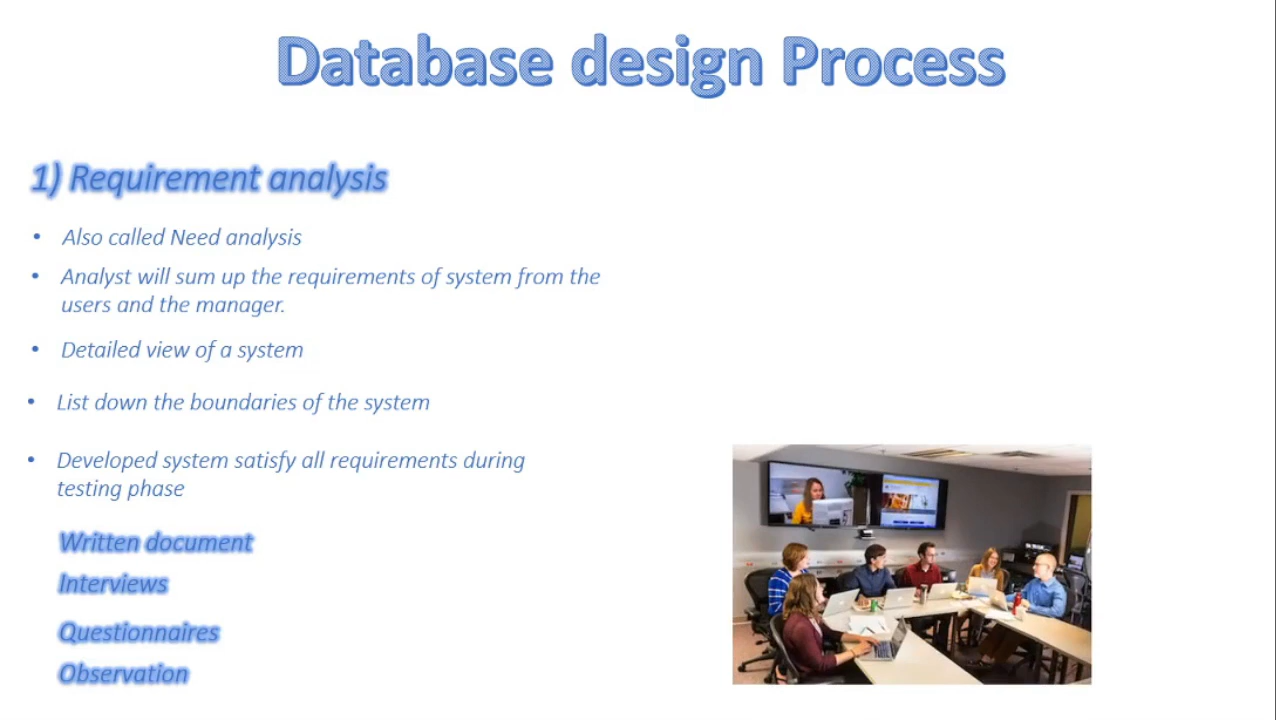 Database design Process
1) Requirement analysis
• Also called Need analysis
• Analyst will sum up the requirements of system from the
users and the manager.
• Detailed view of a system
• List down the boundaries of the system
• Developed system satisfy all requirements during
testing phase
Written document
Interviews
Questionnaires
Observation